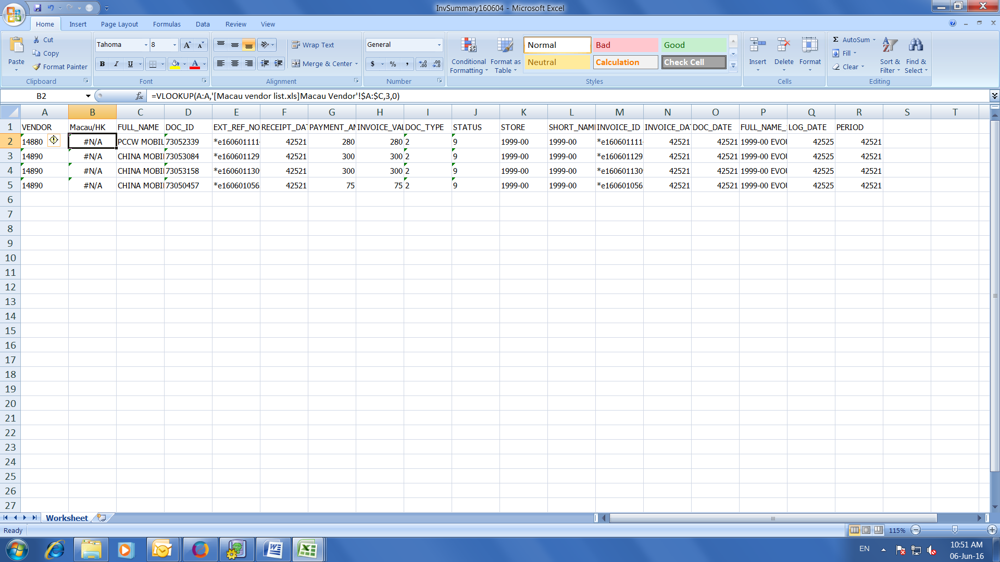 InvSummary160604 - Microsoft Excel
Home Insert Page Layout Formulas Data Review View
Paste
Cut
Copy
Format Painter
Clipboard
Tahoma 8
B I U
Font
Wrap Text
Merge & Center
Alignment
General
$ % ,
Number
Conditional Formatting
Format as Table
Normal Bad Good
Neutral Calculation Check Cell
Styles
Insert Delete Format
Cells
Σ AutoSum
Fill
Clear
Sort & Filter
Find & Select
Editing
B2 fx =VLOOKUP(A:A,'[Macau vendor list.xls]Macau Vendor'!$A:$C,3,0)
A B C D E F G H I J K L M N O P Q R S T
1 VENDOR Macau/HK FULL_NAME DOC_ID EXT_REF_NO RECEIPT_DAT PAYMENT_AM INVOICE_VAL DOC_TYPE STATUS STORE SHORT_NAME INVOICE_ID INVOICE_DAT DOC_DATE FULL_NAME_ LOG_DATE PERIOD
2 14880 #N/A PCCW MOBIL 73052339 *e160601111 42521 280 280 2 9 1999-00 1999-00 *e160601111 42521 42521 1999-00 EVOU 42525 42521
3 14890 #N/A CHINA MOBI 73053084 *e160601129 42521 300 300 2 9 1999-00 1999-00 *e160601129 42521 42521 1999-00 EVOU 42525 42521
4 14890 #N/A CHINA MOBI 73053158 *e160601130 42521 300 300 2 9 1999-00 1999-00 *e160601130 42521 42521 1999-00 EVOU 42525 42521
5 14890 #N/A CHINA MOBI 73050457 *e160601056 42521 75 75 2 9 1999-00 1999-00 *e160601056 42521 42521 1999-00 EVOU 42525 42521
6
7
8
9
10
11
12
13
14
15
16
17
18
19
20
21
22
23
24
25
26
27
Worksheet
Ready 115%
EN 10:51 AM
06-Jun-16